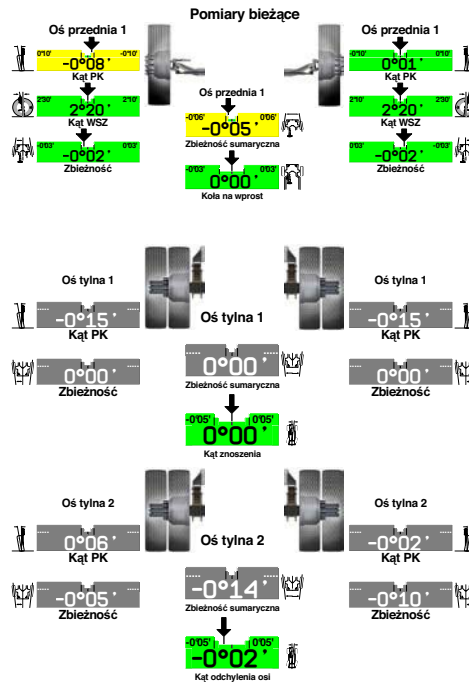 Pomiary bieżące
Oś przednia 1
0°10' -0°10'
-0°08'
Kąt PK
2°30' 2°10'
2°20'
Kąt WSZ
-0°03' 0°03'
-0°02'
Zbieżność
Oś przednia 1
-0°06' 0°06'
-0°05'
Zbieżność sumaryczna
-0°03' 0°03'
0°00'
Koła na wprost
Oś przednia 1
-0°10' 0°10'
0°01'
Kąt PK
2°10' 2°30'
2°20'
Kąt WSZ
0°03' -0°03'
-0°02'
Zbieżność
Oś tylna 1
-0°15'
Kąt PK
0°00'
Zbieżność
Oś tylna 1
0°00'
Zbieżność sumaryczna
-0°05' 0°05'
0°00'
Kąt znoszenia
Oś tylna 1
-0°15'
Kąt PK
0°00'
Zbieżność
Oś tylna 2
0°06'
Kąt PK
-0°05'
Zbieżność
Oś tylna 2
-0°14'
Zbieżność sumaryczna
-0°05' 0°05'
-0°02'
Kąt odchylenia osi
Oś tylna 2
-0°02'
Kąt PK
-0°10'
Zbieżność